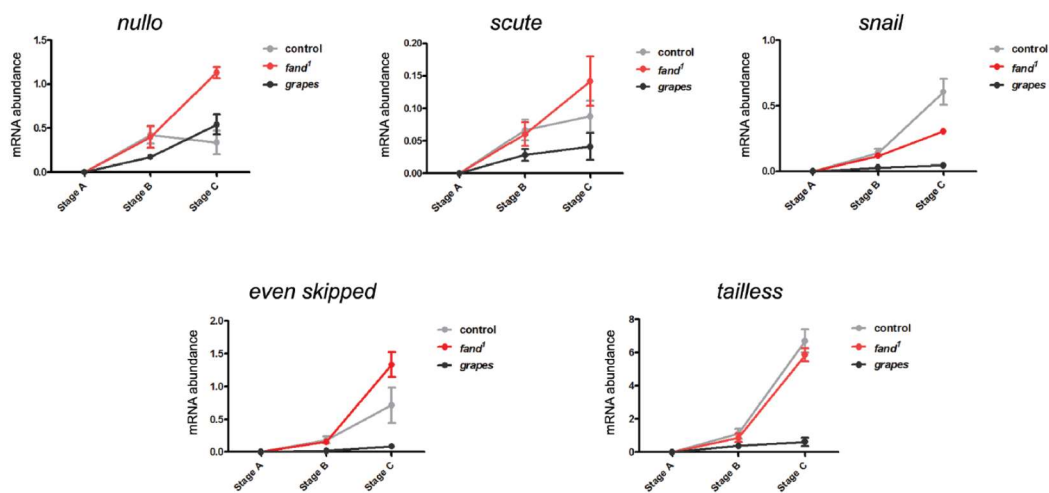 nullo
mRNA abundance
1.5
1.0
0.5
0.0
Stage A
Stage B
Stage C
control
fand¹
grapes
scute
mRNA abundance
0.20
0.15
0.10
0.05
0.00
Stage A
Stage B
Stage C
control
fand¹
grapes
snail
mRNA abundance
1.0
0.5
0.0
Stage A
Stage B
Stage C
control
fand¹
grapes
even skipped
mRNA abundance
2.0
1.5
1.0
0.5
0.0
Stage A
Stage B
Stage C
control
fand¹
grapes
tailless
mRNA abundance
8
6
4
2
0
Stage A
Stage B
Stage C
control
fand¹
grapes